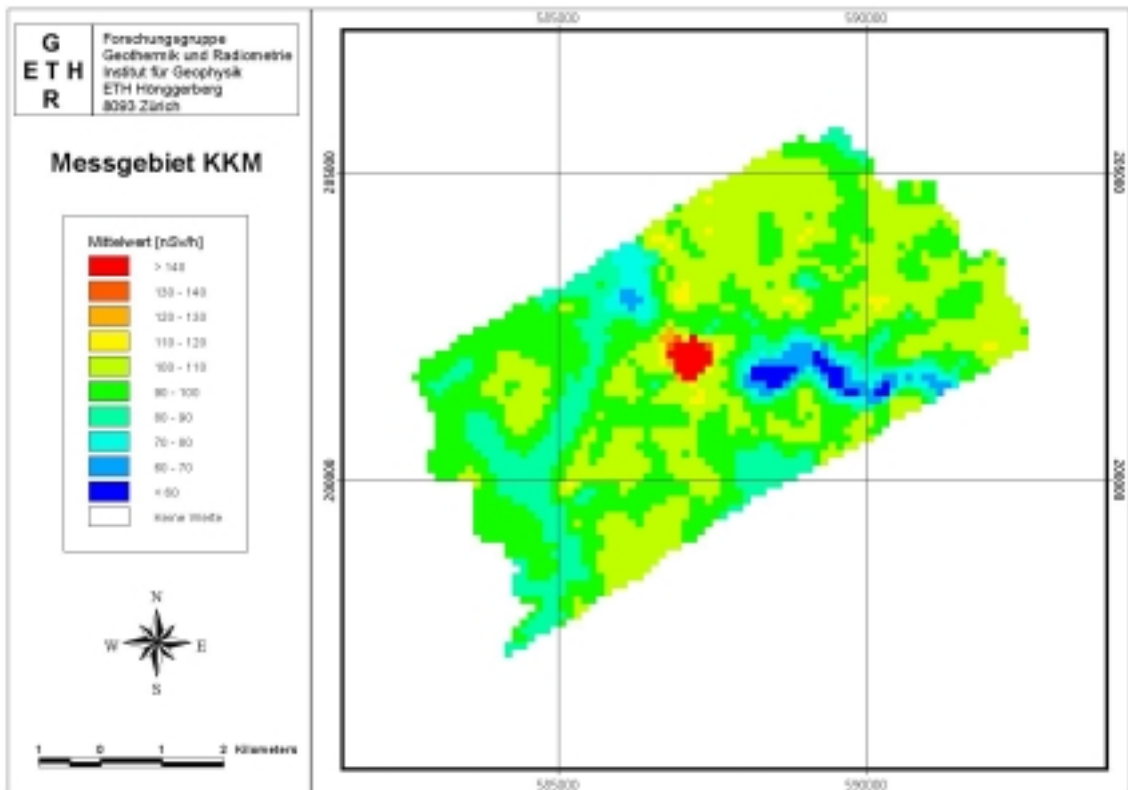 G
E T H
R
Forschungsgruppe
Geothermik und Radiometrie
Institut für Geophysik
ETH Hönggerberg
8093 Zürich
Messgebiet KKM
Mittelwert [nSv/h]
> 140
130 - 140
120 - 130
110 - 120
100 - 110
90 - 100
80 - 90
70 - 80
60 - 70
< 60
Keine Werte
N
W E
S
1 0 1 2 Kilometers
585000 590000
205000 205000
200000 200000
585000 590000